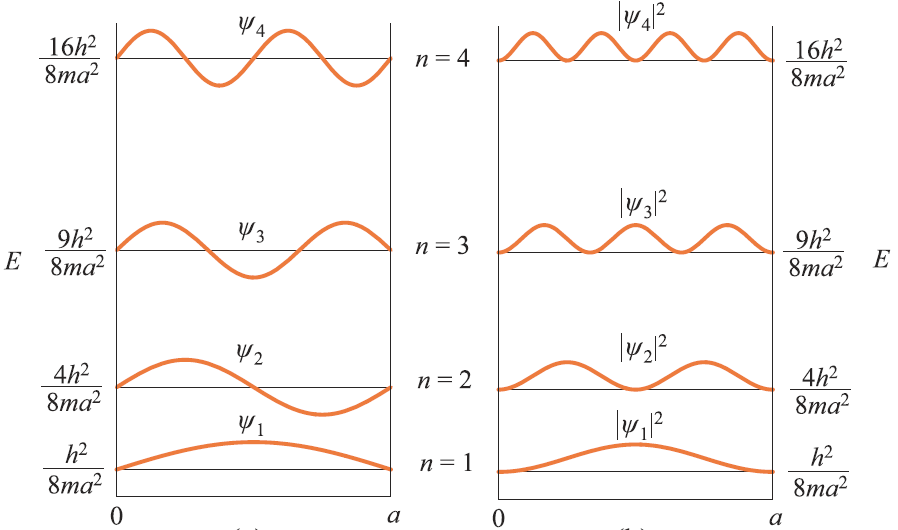 ψ₄ |ψ₄|²
16h²/8ma² n = 4 16h²/8ma²
ψ₃ |ψ₃|²
9h²/8ma² n = 3 9h²/8ma²
E E
ψ₂ |ψ₂|²
4h²/8ma² n = 2 4h²/8ma²
ψ₁ |ψ₁|²
h²/8ma² n = 1 h²/8ma²
0 a 0 a